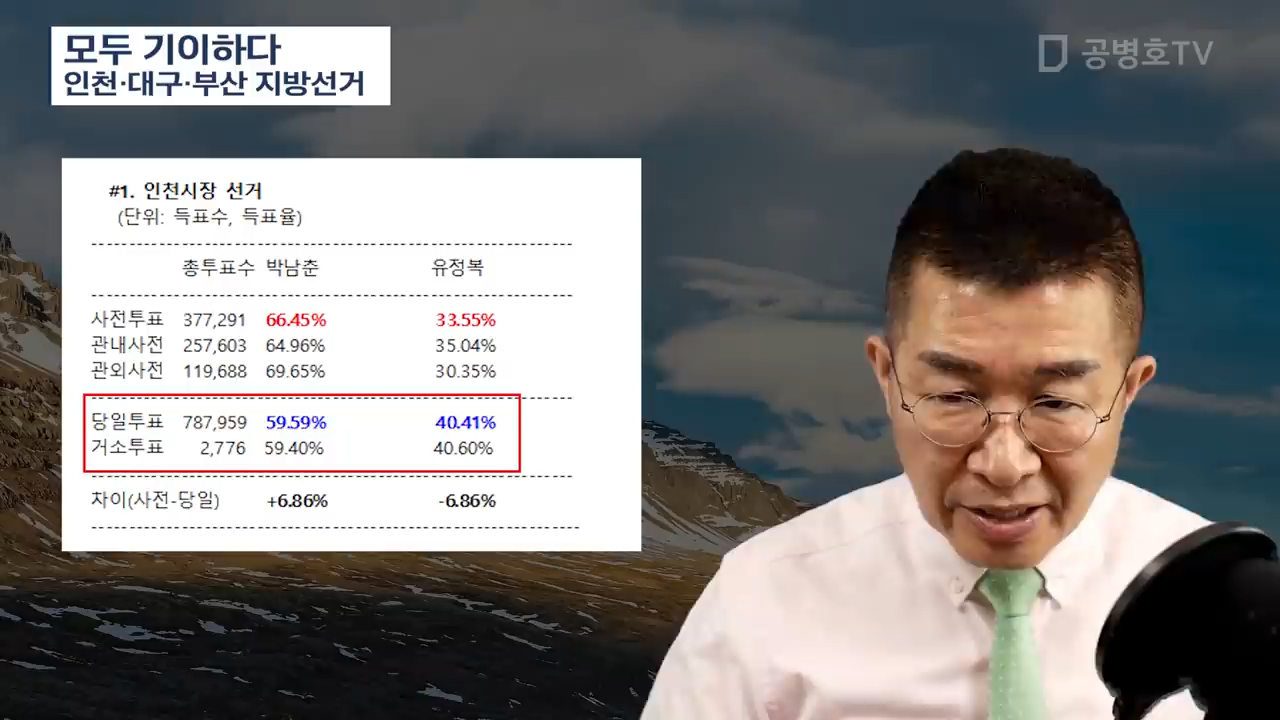 모두 기이하다
인천·대구·부산 지방선거
공병호TV
#1. 인천시장 선거
(단위: 득표수, 득표율)
총투표수 박남춘 유정복
사전투표 377,291 66.45% 33.55%
관내사전 257,603 64.96% 35.04%
관외사전 119,688 69.65% 30.35%
당일투표 787,959 59.59% 40.41%
거소투표 2,776 59.40% 40.60%
차이(사전-당일) +6.86% -6.86%